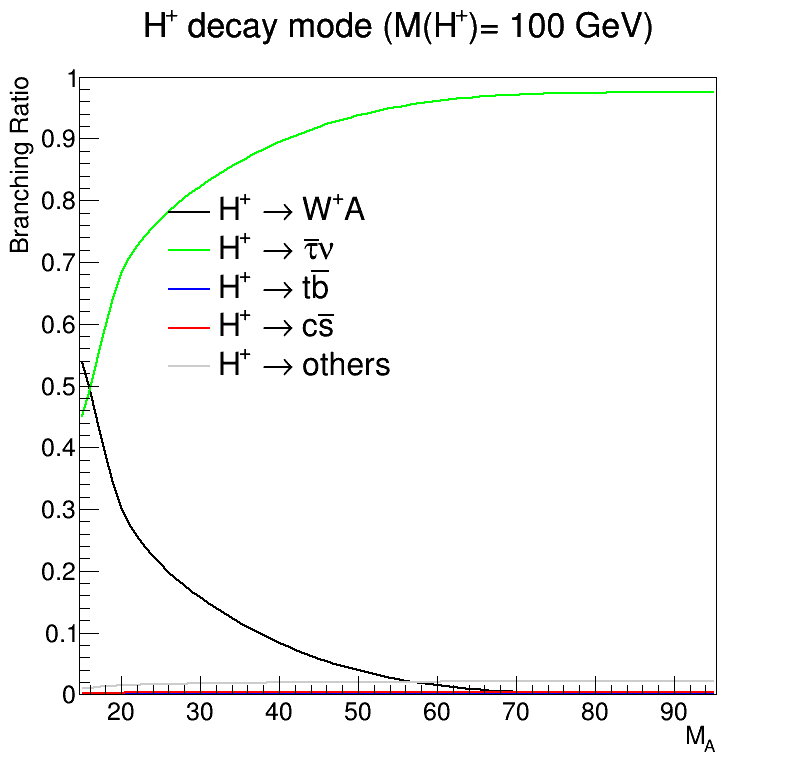 H⁺ decay mode (M(H⁺)= 100 GeV)
Branching Ratio
1
0.9
0.8
0.7
0.6
0.5
0.4
0.3
0.2
0.1
0
H⁺ → W⁺A
H⁺ → τ̅ν
H⁺ → tb̅
H⁺ → cs̅
H⁺ → others
20 30 40 50 60 70 80 90
M_A